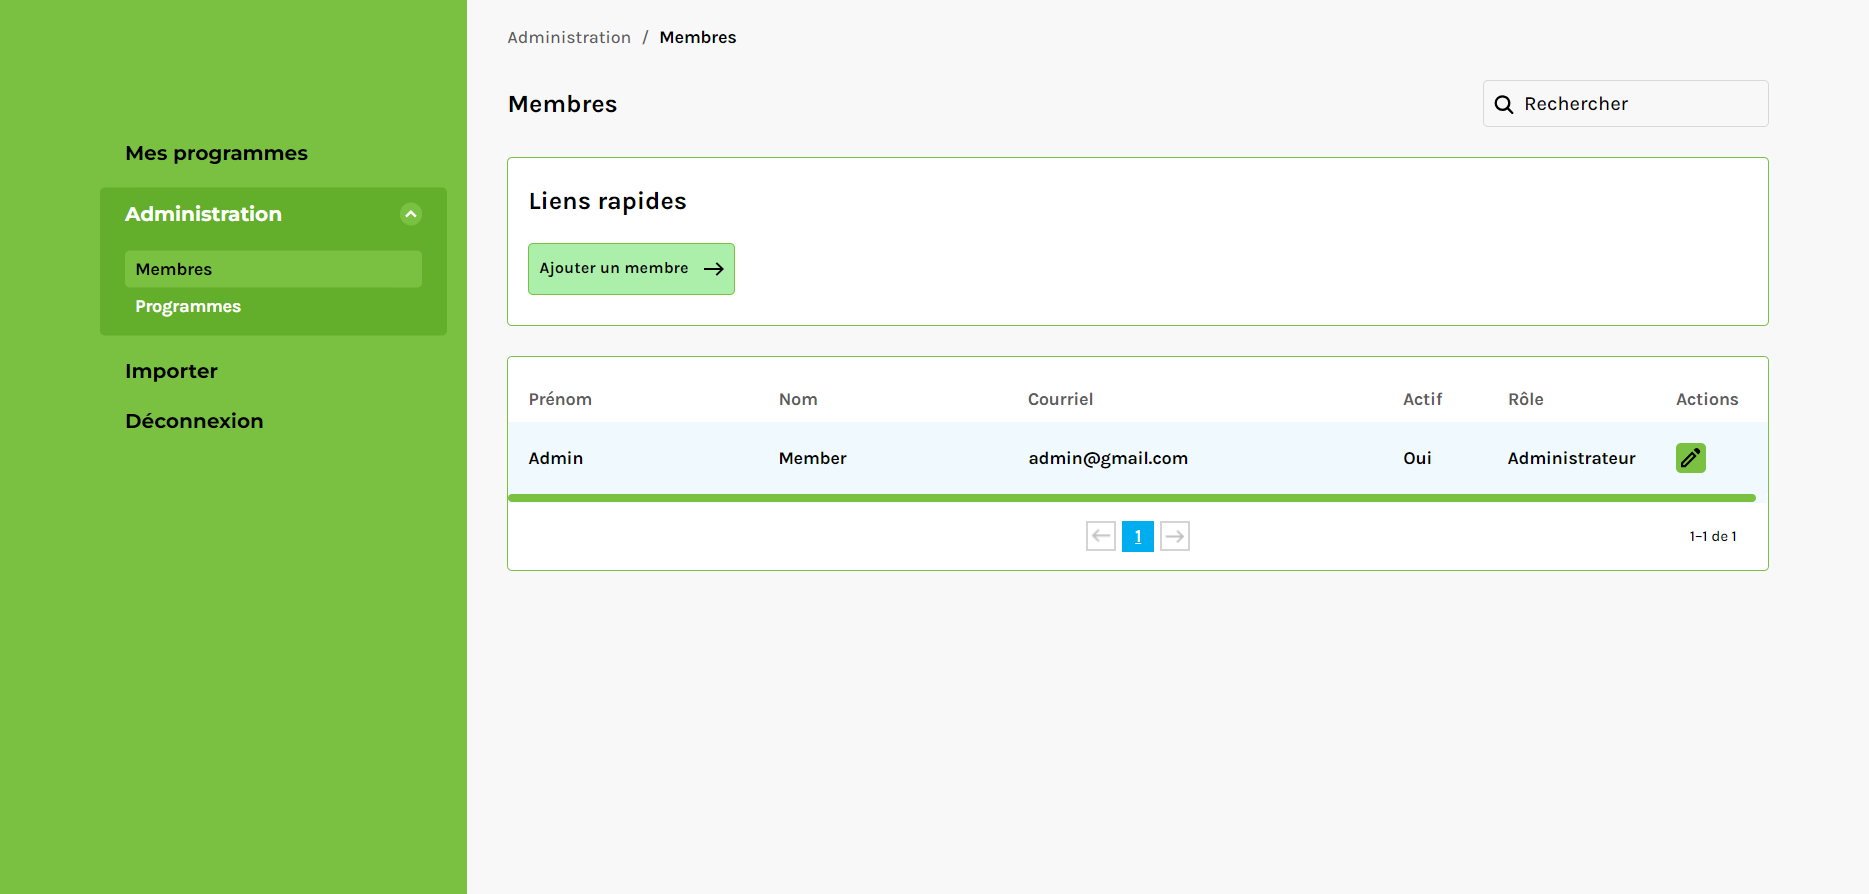 Mes programmes
Administration
Membres
Programmes
Importer
Déconnexion
Administration / Membres
Membres
Rechercher
Liens rapides
Ajouter un membre
Prénom Nom Courriel Actif Rôle Actions
Admin Member admin@gmail.com Oui Administrateur
1
1–1 de 1